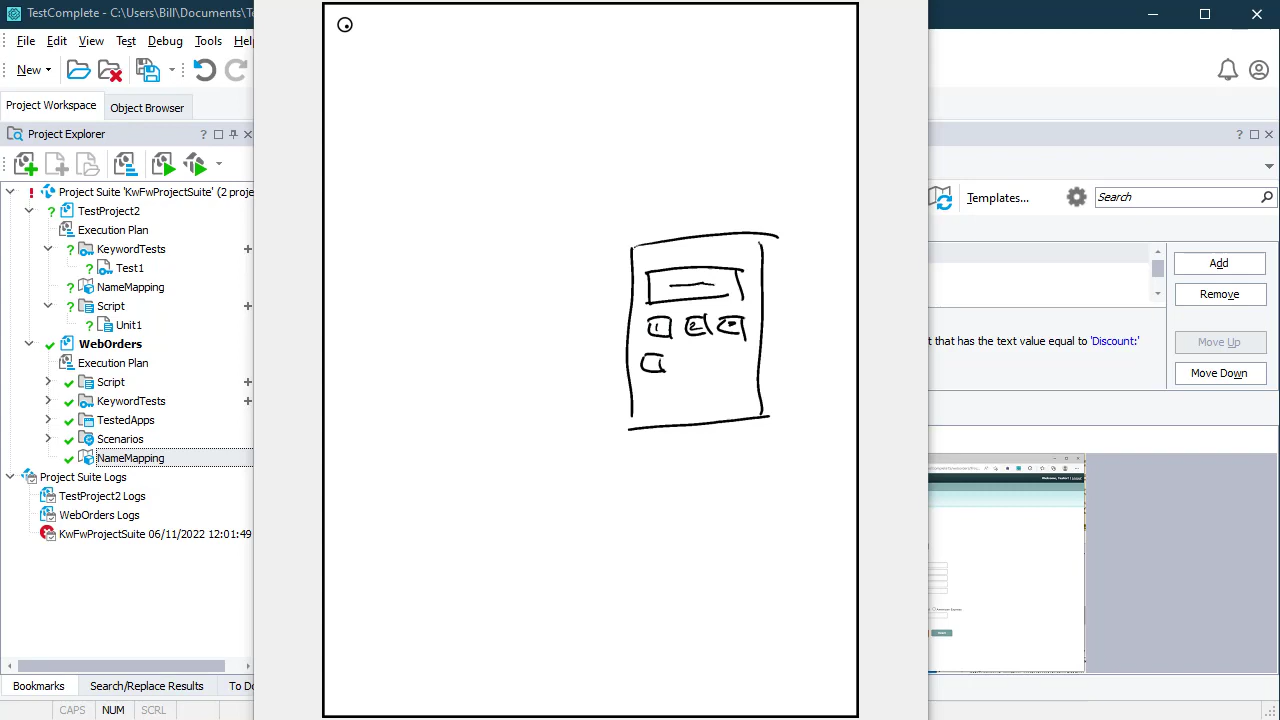 TestComplete - C:\Users\Bill\Documents\Te
File Edit View Test Debug Tools Hel
New
Project Workspace Object Browser
Project Explorer
Project Suite 'KwFwProjectSuite' (2 proje
TestProject2
Execution Plan
KeywordTests
Test1
NameMapping
Script
Unit1
WebOrders
Execution Plan
Script
KeywordTests
TestedApps
Scenarios
NameMapping
Project Suite Logs
TestProject2 Logs
WebOrders Logs
KwFwProjectSuite 06/11/2022 12:01:49
Bookmarks Search/Replace Results To Do
CAPS NUM SCRL
1 2
Templates... Search
Add
Remove
t that has the text value equal to 'Discount:' Move Up
Move Down